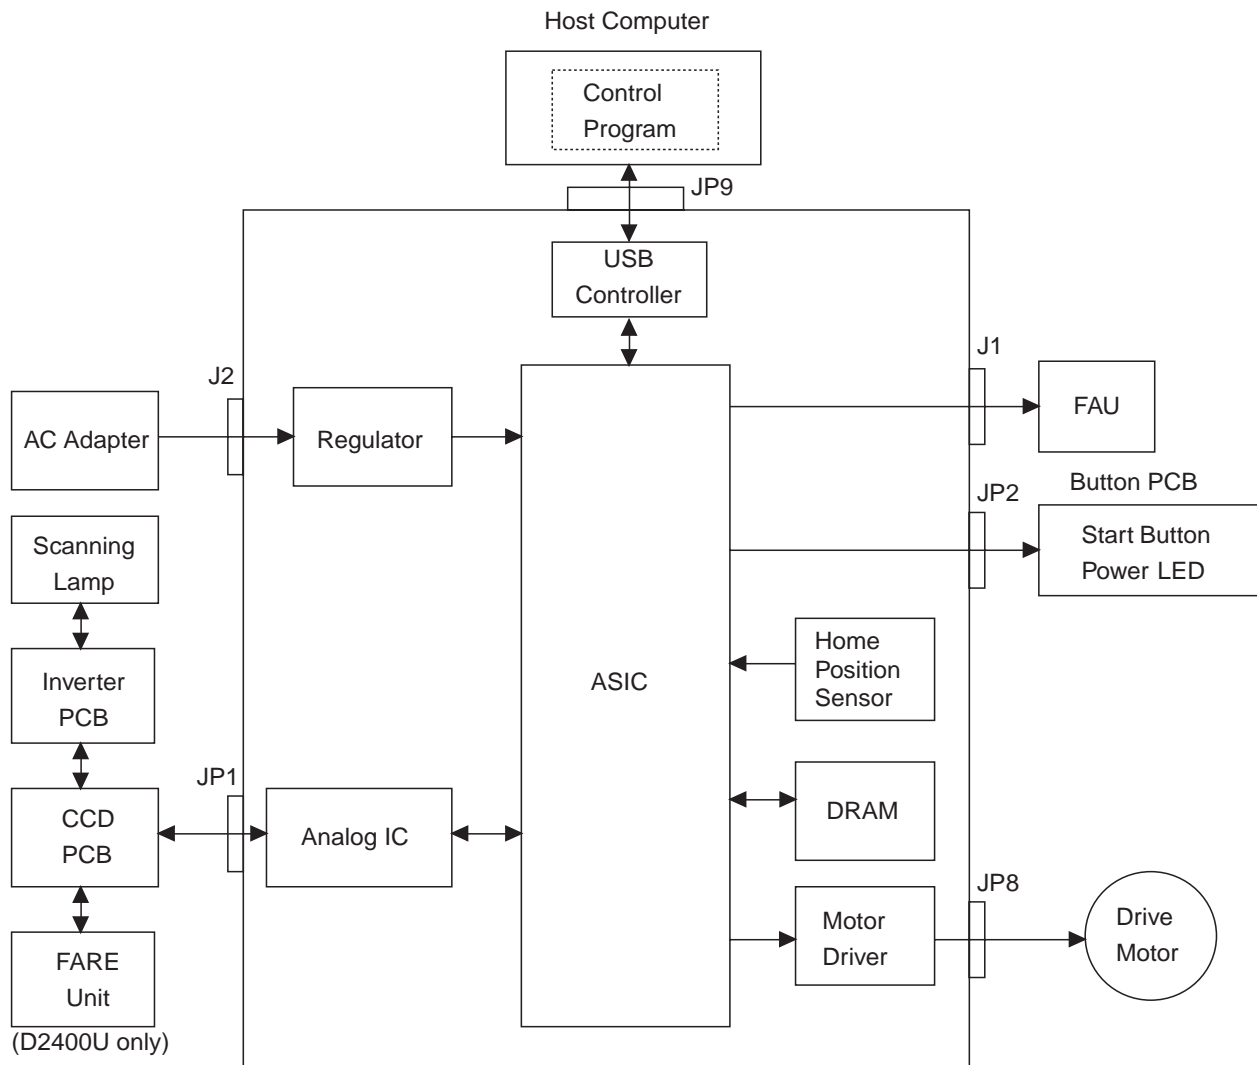 Host Computer
Control
Program
JP9
USB
Controller
J2
J1
AC Adapter
Regulator
FAU
Button PCB
JP2
Start Button
Power LED
Scanning
Lamp
Home
Position
Sensor
ASIC
Inverter
PCB
JP1
CCD
PCB
Analog IC
DRAM
JP8
Motor
Driver
Drive
Motor
FARE
Unit
(D2400U only)